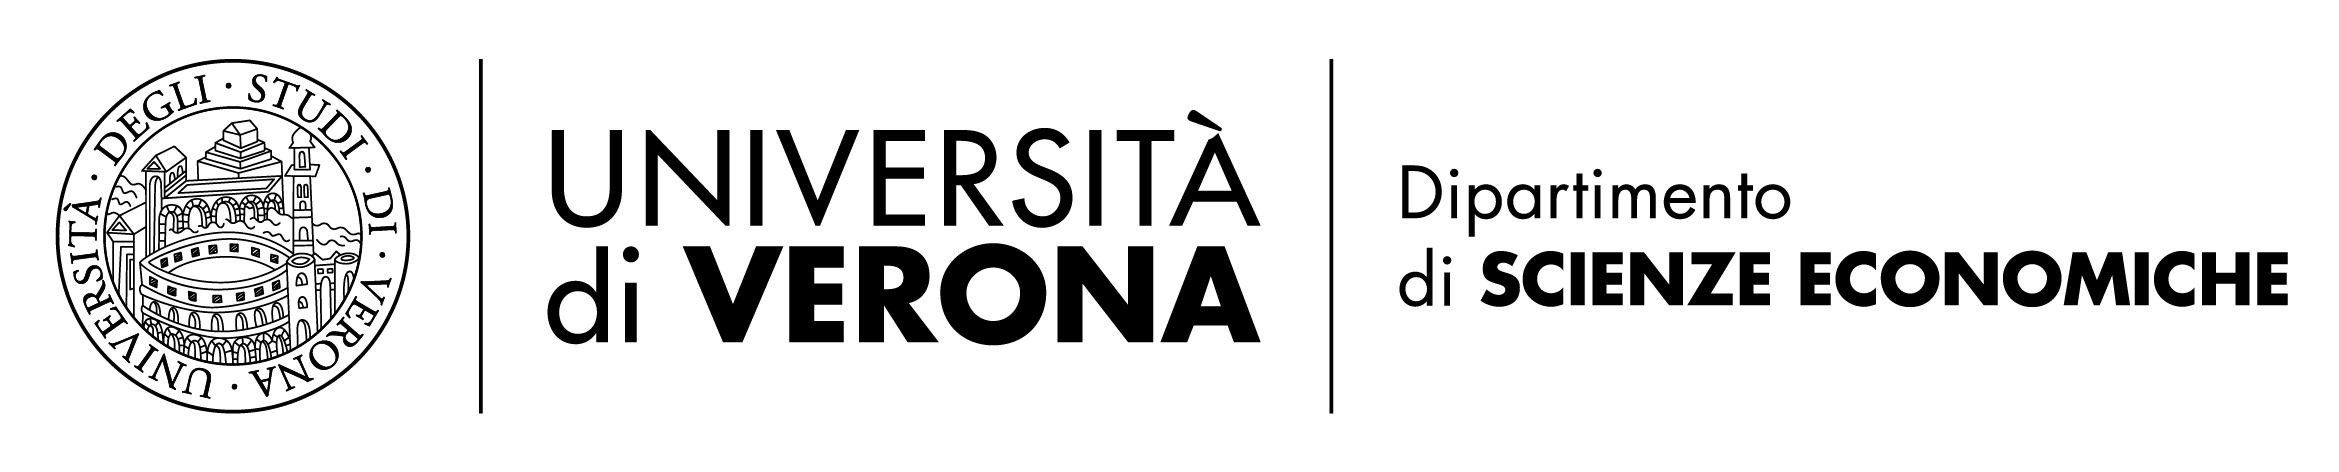 UNIVERSITÀ · DEGLI · STUDI · DI · VERONA ·
UNIVERSITÀ
di VERONA
Dipartimento
di SCIENZE ECONOMICHE